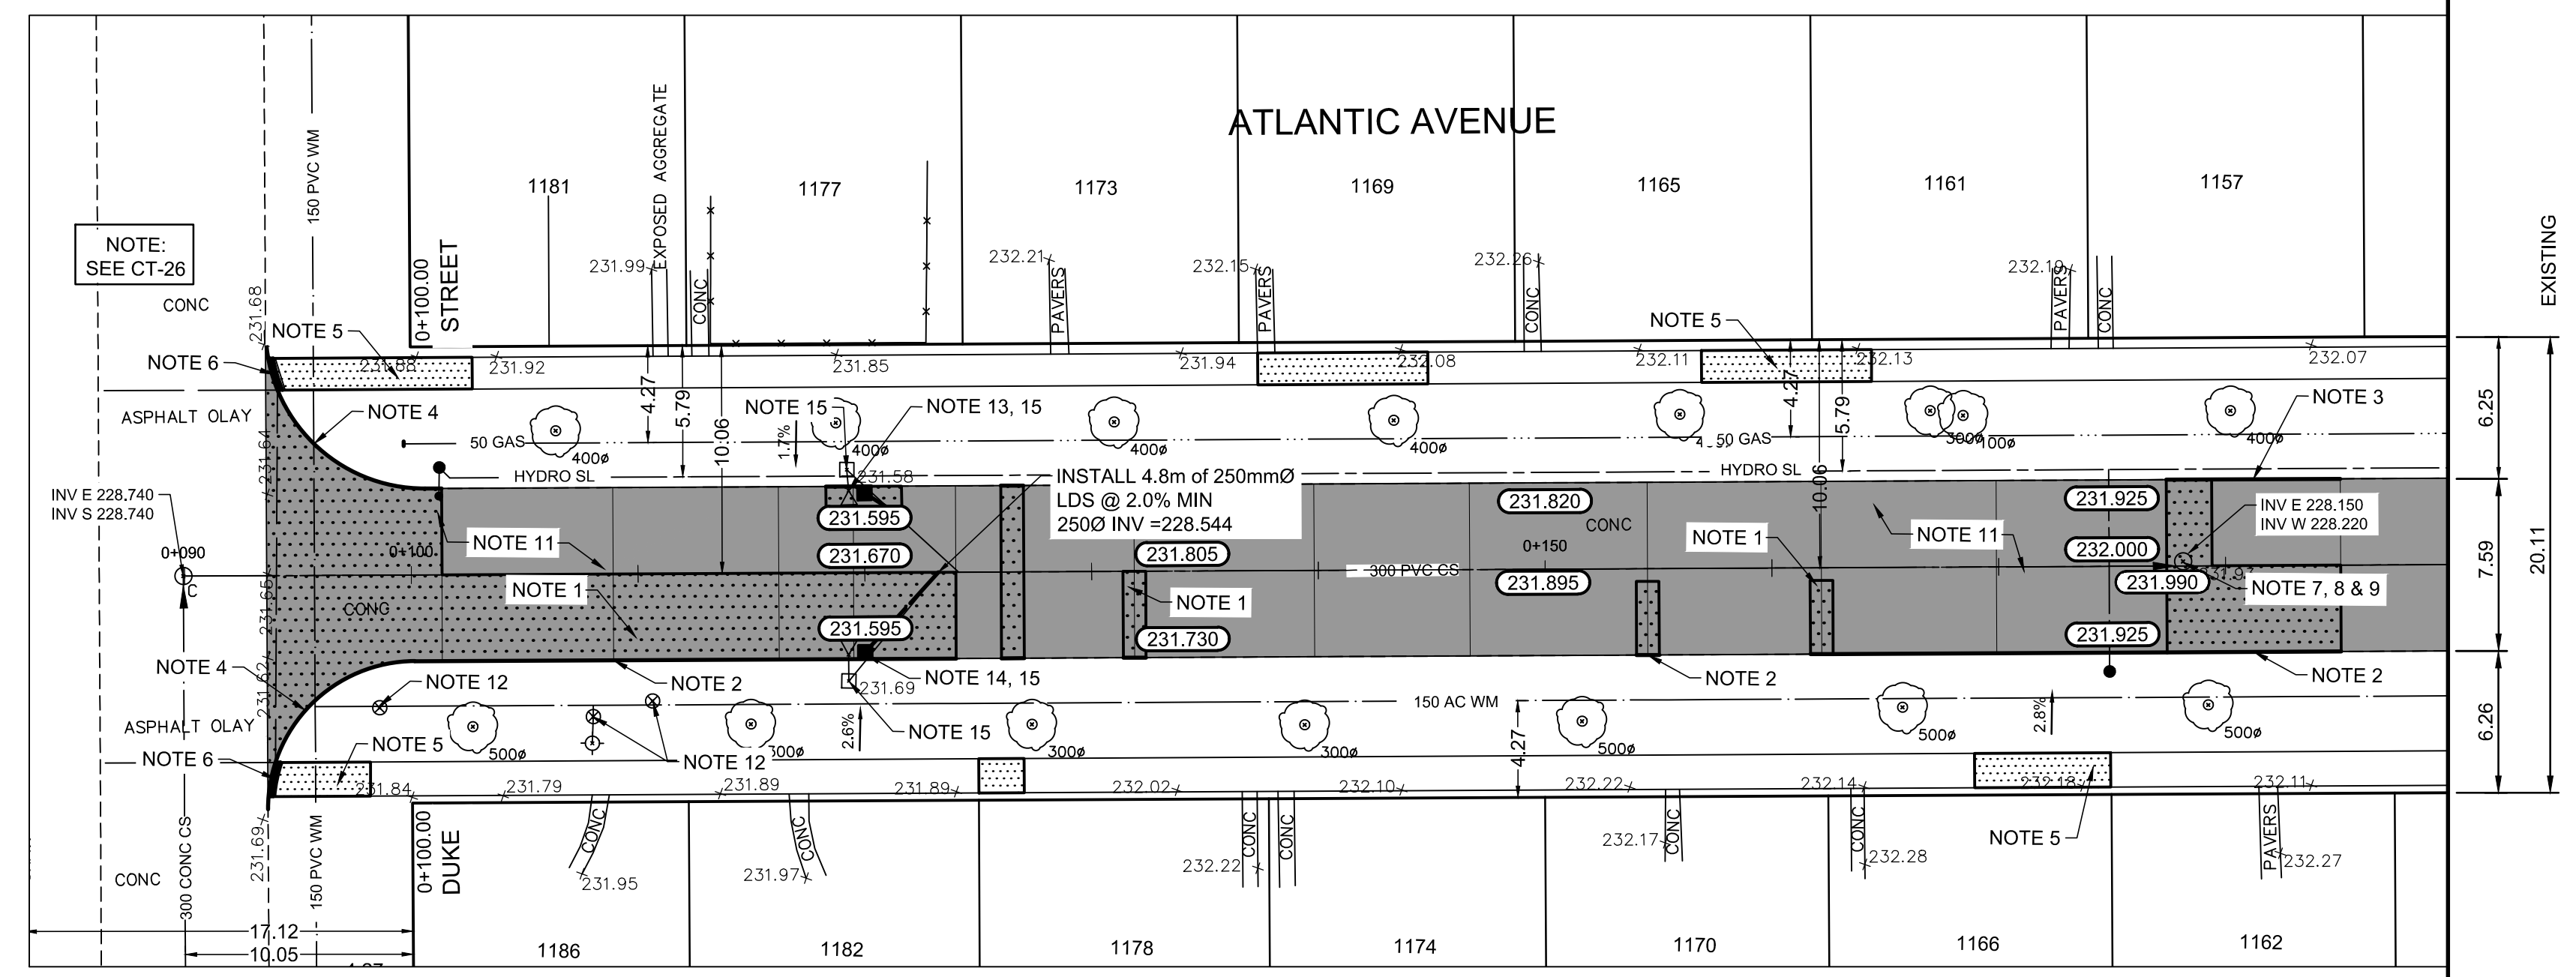 ATLANTIC AVENUE
1181
1177
1173
1169
1165
1161
1157
NOTE:
SEE CT-26
CONC
150 PVC WM
0+100.00
STREET
EXPOSED AGGREGATE
EXISTING
231.68
231.99
CONC
232.21
PAVERS
232.15
PAVERS
232.26
CONC
232.19
PAVERS
CONC
NOTE 5
NOTE 5
NOTE 6
231.88
231.92
231.85
231.94
232.08
232.11
232.13
232.07
ASPHALT OLAY
NOTE 4
NOTE 15
NOTE 13, 15
NOTE 3
4.27
5.79
10.06
1.7%
4.27
5.79
10.06
6.25
50 GAS
400ø
400ø
400ø
400ø
50 GAS
300ø
100ø
400ø
231.64
HYDRO SL
231.58
HYDRO SL
INSTALL 4.8m of 250mmØ
LDS @ 2.0% MIN
250Ø INV =228.544
INV E 228.740
INV S 228.740
231.595
231.820
CONC
231.925
INV E 228.150
INV W 228.220
0+090
0+100
NOTE 11
231.670
231.805
0+150
NOTE 1
NOTE 11
232.000
7.59
20.11
C
231.65
CONC
NOTE 1
300 PVC CS
231.895
231.990
NOTE 7, 8 & 9
NOTE 1
231.595
231.730
231.925
NOTE 4
231.62
NOTE 12
NOTE 2
231.69
NOTE 14, 15
NOTE 2
NOTE 2
150 AC WM
ASPHALT OLAY
NOTE 5
500ø
300ø
2.6%
NOTE 15
300ø
300ø
4.27
500ø
500ø
2.8%
500ø
6.26
NOTE 6
NOTE 12
231.84
231.79
231.89
231.89
232.02
232.10
232.22
232.14
232.18
232.11
300 CONC CS
231.69
150 PVC WM
0+100.00
DUKE
CONC
CONC
CONC
CONC
CONC
232.17
CONC
CONC
NOTE 5
PAVERS
CONC
231.95
231.97
232.22
232.28
232.27
17.12
10.05
1186
1182
1178
1174
1170
1166
1162